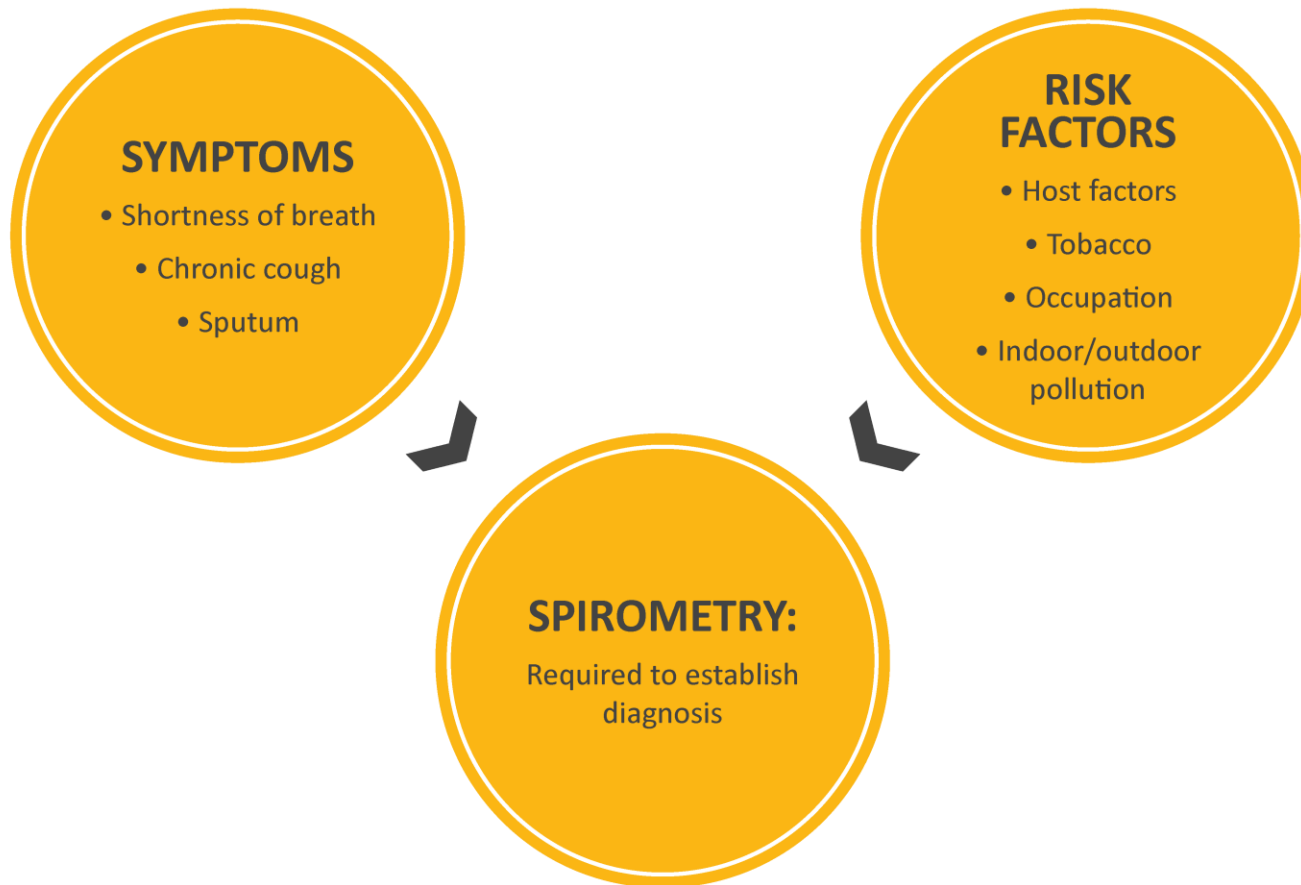 SYMPTOMS
• Shortness of breath
• Chronic cough
• Sputum
RISK
FACTORS
• Host factors
• Tobacco
• Occupation
• Indoor/outdoor
pollution
SPIROMETRY:
Required to establish
diagnosis